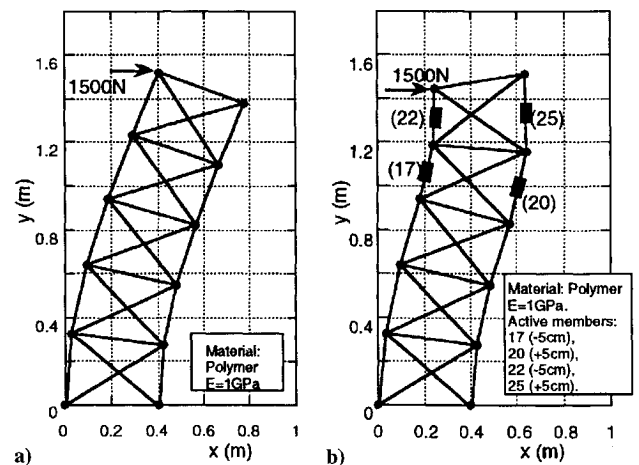 1.6
1500N
1.2
y (m)
0.8
0.4
Material:
Polymer
E=1GPa
0
0 0.2 0.4 0.6 0.8 1
x (m)
a)
1.6
1500N
(22)
(25)
1.2
(17)
(20)
y (m)
0.8
0.4
Material: Polymer
E=1GPa.
Active members:
17 (-5cm),
20 (+5cm),
22 (-5cm),
25 (+5cm).
0
0 0.2 0.4 0.6 0.8 1
x (m)
b)